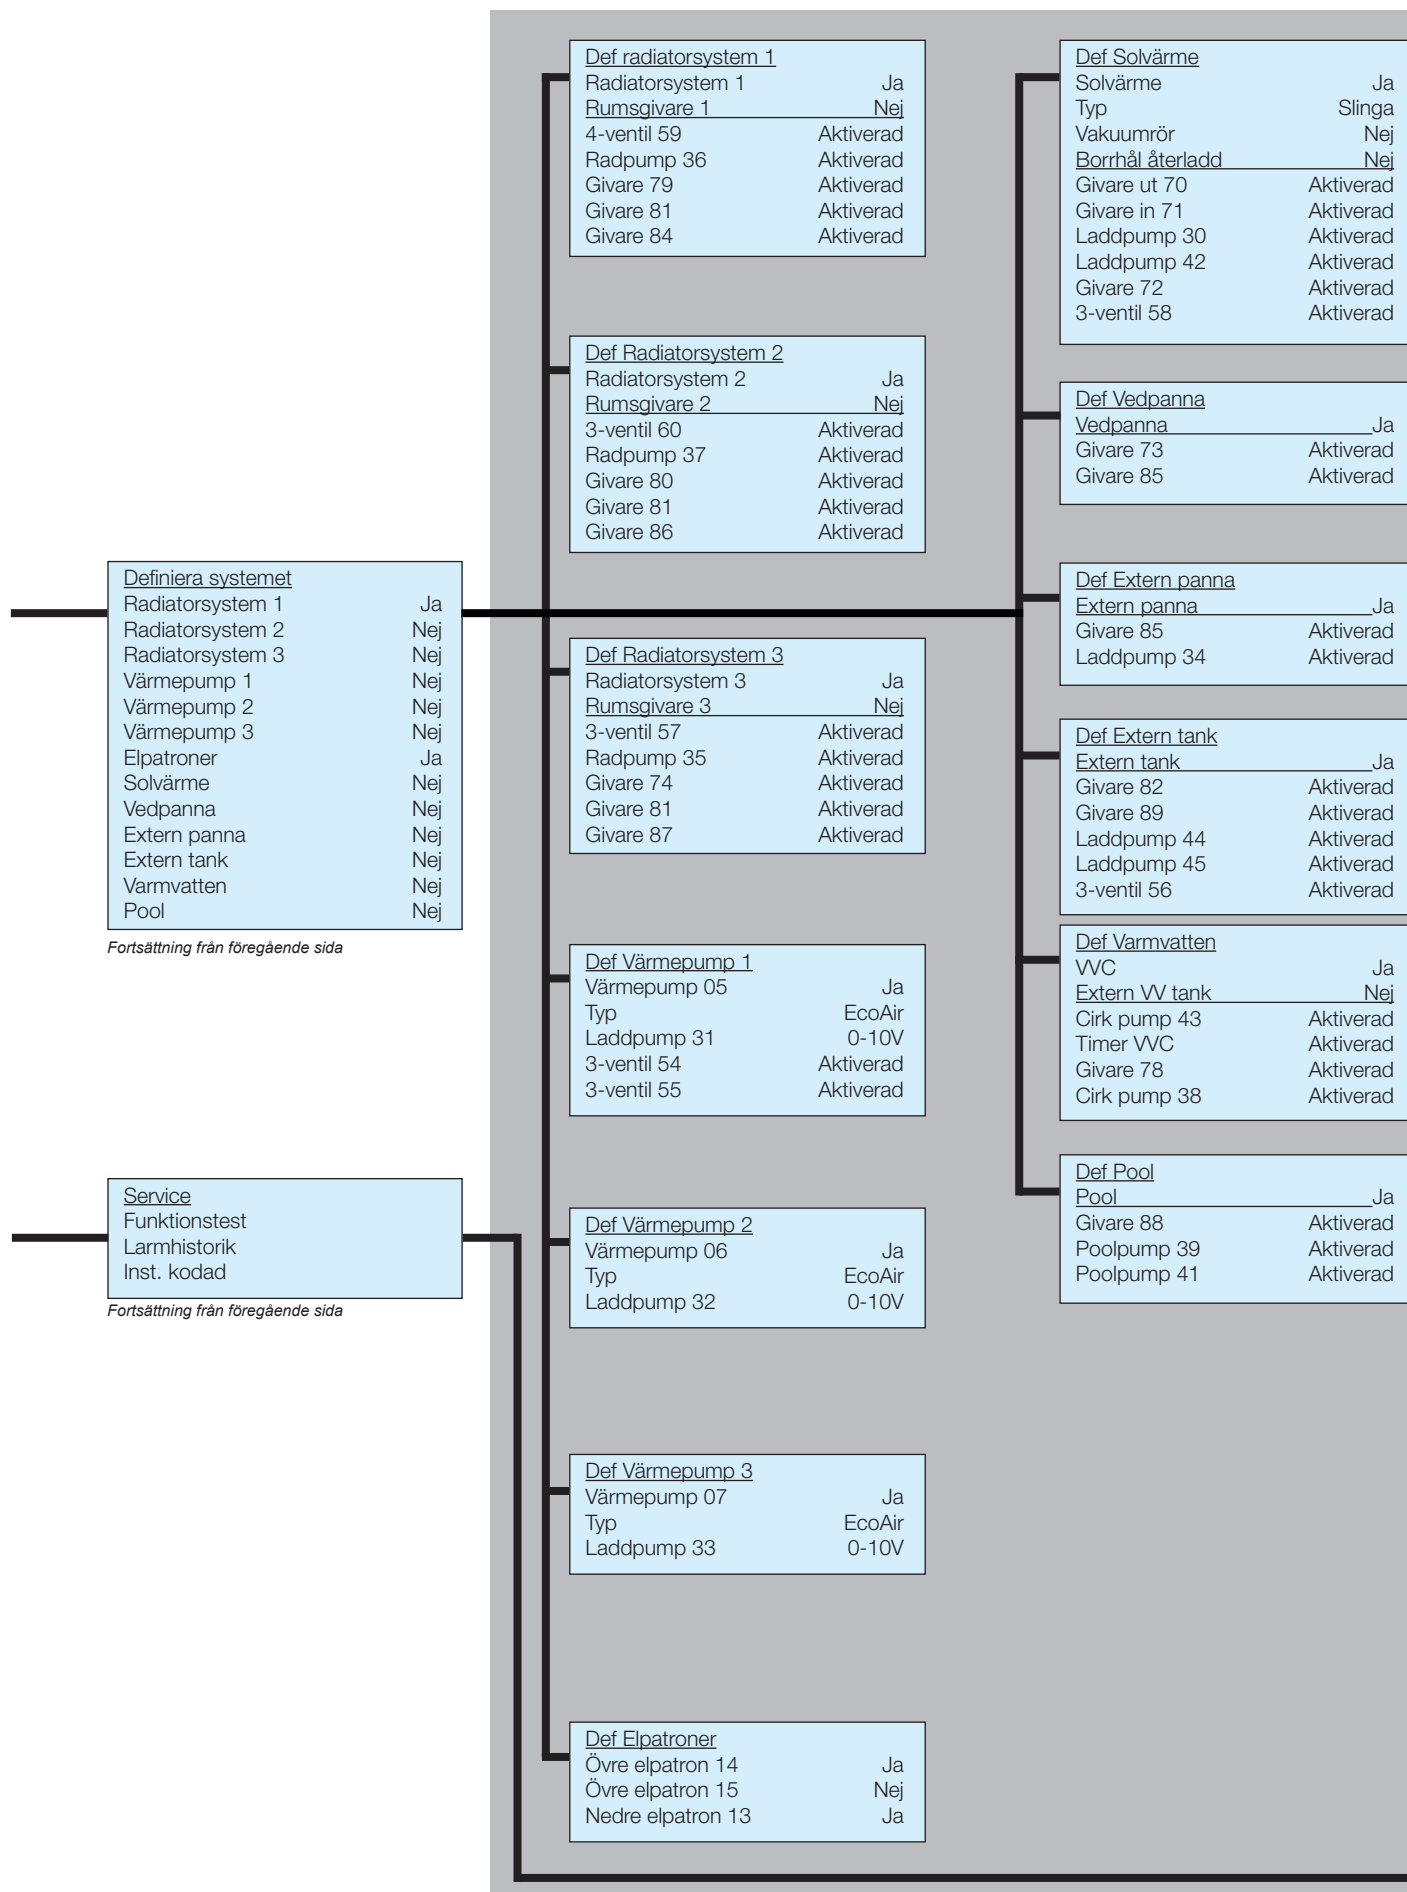 Definiera systemet
Radiatorsystem 1 Ja
Radiatorsystem 2 Nej
Radiatorsystem 3 Nej
Värmepump 1 Nej
Värmepump 2 Nej
Värmepump 3 Nej
Elpatroner Ja
Solvärme Nej
Vedpanna Nej
Extern panna Nej
Extern tank Nej
Varmvatten Nej
Pool Nej
Fortsättning från föregående sida
Service
Funktionstest
Larmhistorik
Inst. kodad
Fortsättning från föregående sida
Def radiatorsystem 1
Radiatorsystem 1 Ja
Rumsgivare 1 Nej
4-ventil 59 Aktiverad
Radpump 36 Aktiverad
Givare 79 Aktiverad
Givare 81 Aktiverad
Givare 84 Aktiverad
Def Radiatorsystem 2
Radiatorsystem 2 Ja
Rumsgivare 2 Nej
3-ventil 60 Aktiverad
Radpump 37 Aktiverad
Givare 80 Aktiverad
Givare 81 Aktiverad
Givare 86 Aktiverad
Def Radiatorsystem 3
Radiatorsystem 3 Ja
Rumsgivare 3 Nej
3-ventil 57 Aktiverad
Radpump 35 Aktiverad
Givare 74 Aktiverad
Givare 81 Aktiverad
Givare 87 Aktiverad
Def Värmepump 1
Värmepump 05 Ja
Typ EcoAir
Laddpump 31 0-10V
3-ventil 54 Aktiverad
3-ventil 55 Aktiverad
Def Värmepump 2
Värmepump 06 Ja
Typ EcoAir
Laddpump 32 0-10V
Def Värmepump 3
Värmepump 07 Ja
Typ EcoAir
Laddpump 33 0-10V
Def Elpatroner
Övre elpatron 14 Ja
Övre elpatron 15 Nej
Nedre elpatron 13 Ja
Def Solvärme
Solvärme Ja
Typ Slinga
Vakuumrör Nej
Borrhål återladd Nej
Givare ut 70 Aktiverad
Givare in 71 Aktiverad
Laddpump 30 Aktiverad
Laddpump 42 Aktiverad
Givare 72 Aktiverad
3-ventil 58 Aktiverad
Def Vedpanna
Vedpanna Ja
Givare 73 Aktiverad
Givare 85 Aktiverad
Def Extern panna
Extern panna Ja
Givare 85 Aktiverad
Laddpump 34 Aktiverad
Def Extern tank
Extern tank Ja
Givare 82 Aktiverad
Givare 89 Aktiverad
Laddpump 44 Aktiverad
Laddpump 45 Aktiverad
3-ventil 56 Aktiverad
Def Varmvatten
VVC Ja
Extern VV tank Nej
Cirk pump 43 Aktiverad
Timer VVC Aktiverad
Givare 78 Aktiverad
Cirk pump 38 Aktiverad
Def Pool
Pool Ja
Givare 88 Aktiverad
Poolpump 39 Aktiverad
Poolpump 41 Aktiverad